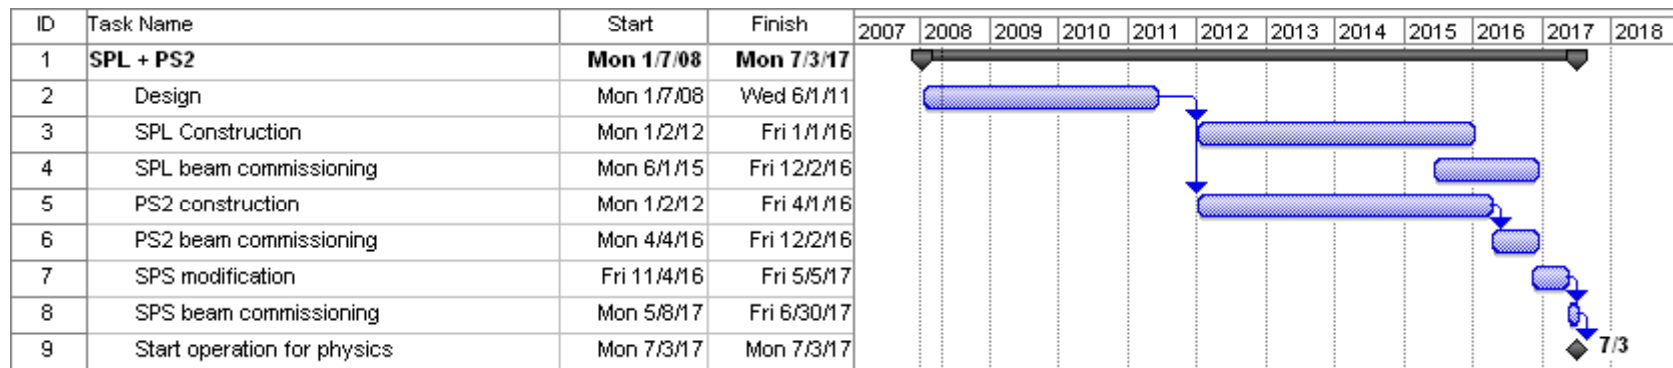 ID Task Name Start Finish 2007 2008 2009 2010 2011 2012 2013 2014 2015 2016 2017 2018
1 SPL + PS2 Mon 1/7/08 Mon 7/3/17
2 Design Mon 1/7/08 Wed 6/1/11
3 SPL Construction Mon 1/2/12 Fri 1/1/16
4 SPL beam commissioning Mon 6/1/15 Fri 12/2/16
5 PS2 construction Mon 1/2/12 Fri 4/1/16
6 PS2 beam commissioning Mon 4/4/16 Fri 12/2/16
7 SPS modification Fri 11/4/16 Fri 5/5/17
8 SPS beam commissioning Mon 5/8/17 Fri 6/30/17
9 Start operation for physics Mon 7/3/17 Mon 7/3/17 7/3